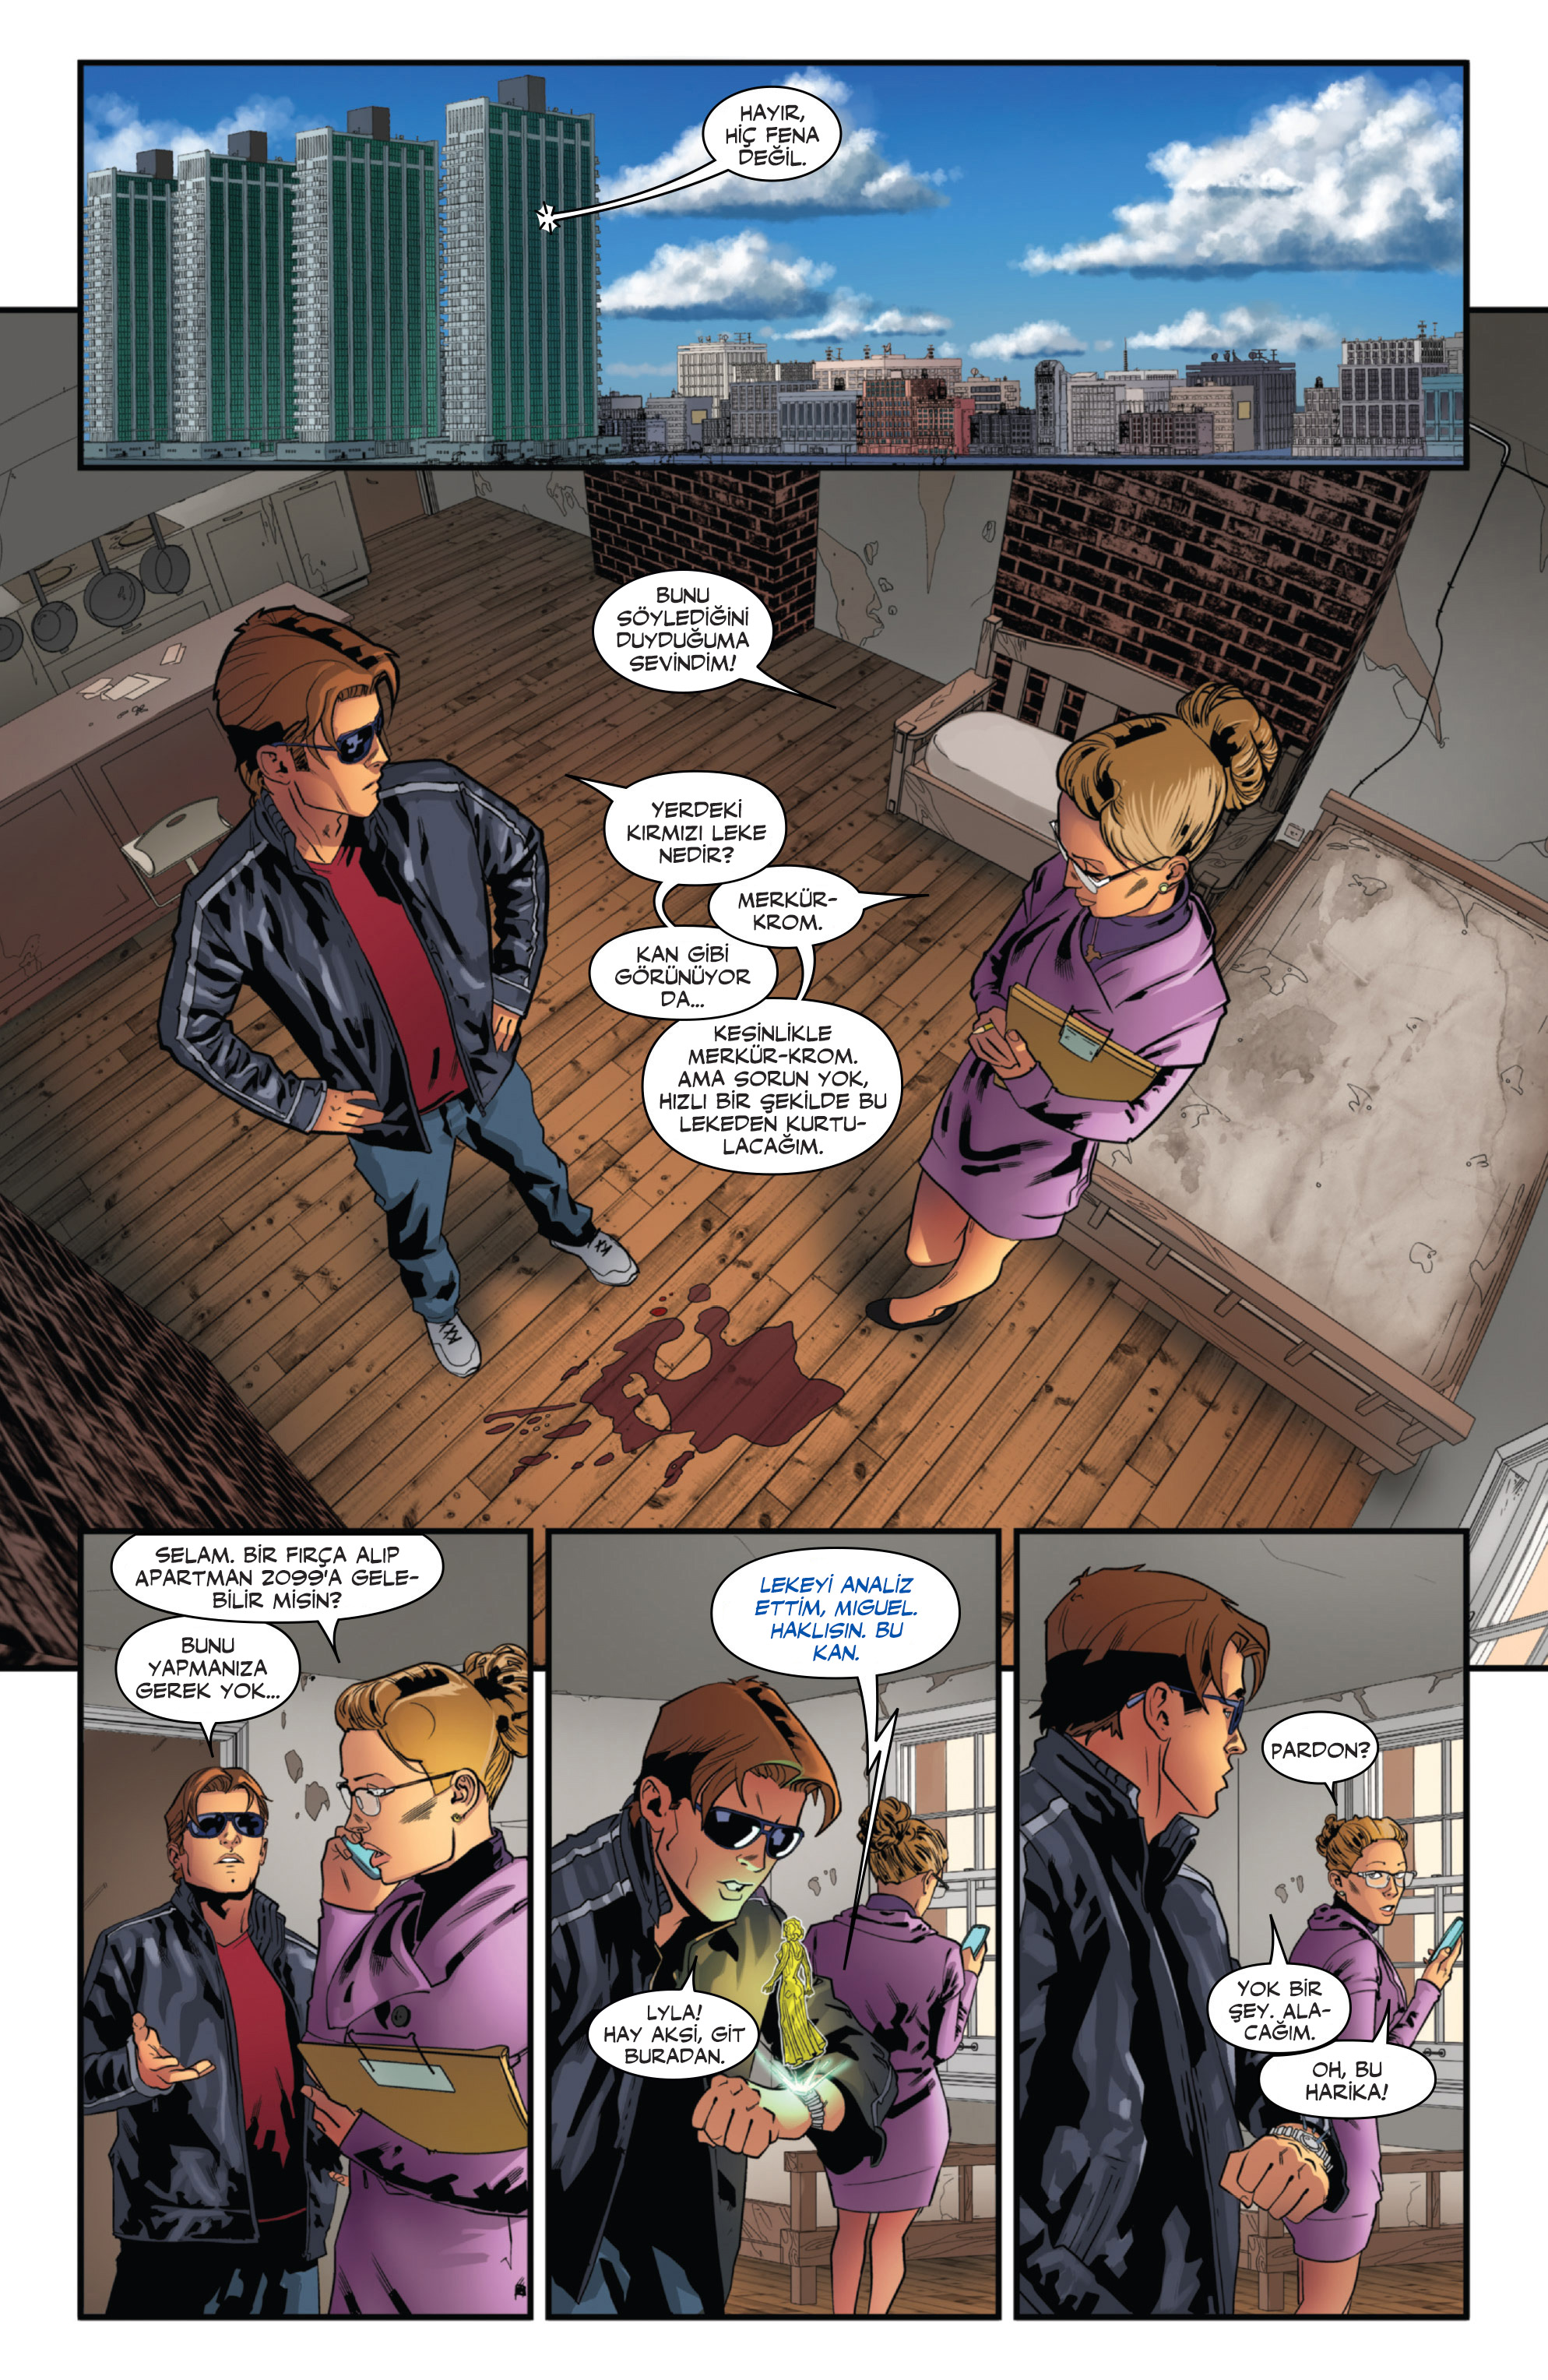 HAYIR,
HİÇ FENA
DEĞİL.
BUNU
SÖYLEDİĞİNİ
DUYDUĞUMA
SEVİNDİM!
YERDEKİ
KIRMIZI LEKE
NEDİR?
MERKÜR-
KROM.
KAN GİBİ
GÖRÜNÜYOR
DA...
KESİNLİKLE
MERKÜR-KROM.
AMA SORUN YOK,
HIZLI BİR ŞEKİLDE BU
LEKEDEN KURTU-
LACAĞIM.
SELAM. BİR FIRÇA ALIP
APARTMAN 2099'A GELE-
BİLİR MİSİN?
BUNU
YAPMANIZA
GEREK YOK...
LEKEYİ ANALİZ
ETTİM, MIGUEL.
HAKLISIN. BU
KAN.
LYLA!
HAY AKSİ, GİT
BURADAN.
PARDON?
YOK BİR
ŞEY. ALA-
CAĞIM.
OH, BU
HARİKA!